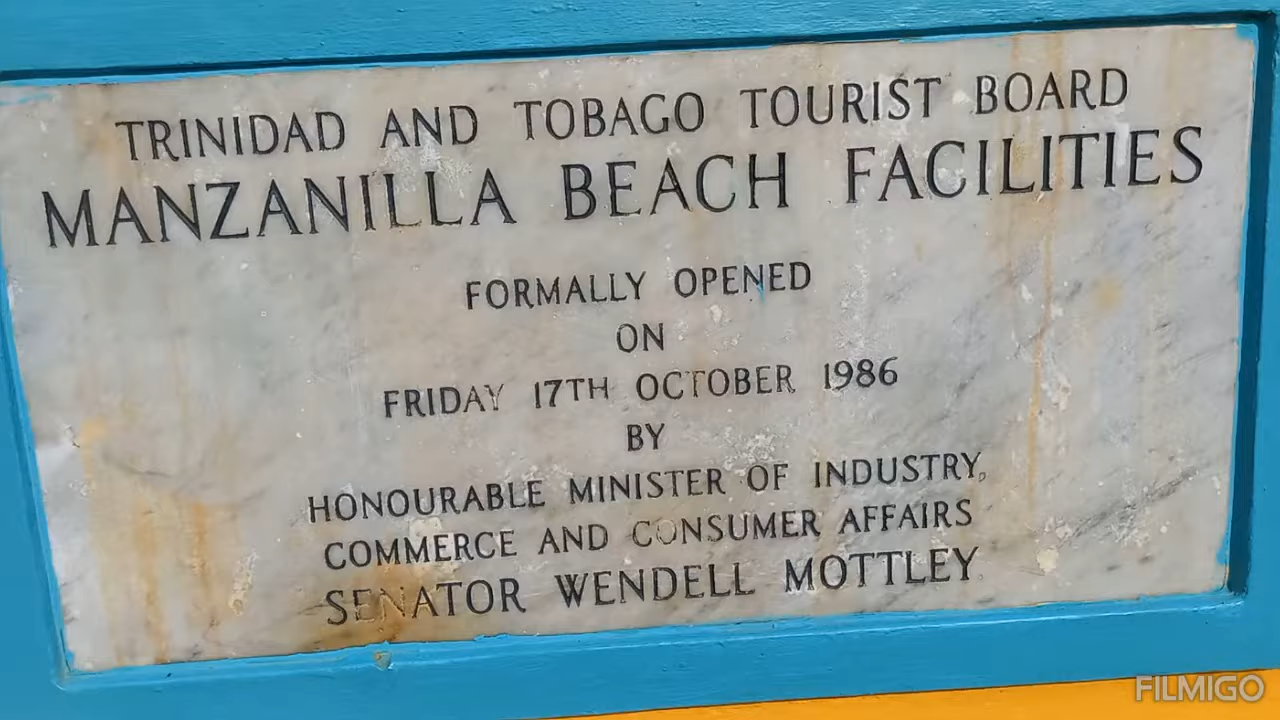 TRINIDAD AND TOBAGO TOURIST BOARD
MANZANILLA BEACH FACILITIES
FORMALLY OPENED
ON
FRIDAY 17TH OCTOBER 1986
BY
HONOURABLE MINISTER OF INDUSTRY,
COMMERCE AND CONSUMER AFFAIRS
SENATOR WENDELL MOTTLEY
FILMIGO